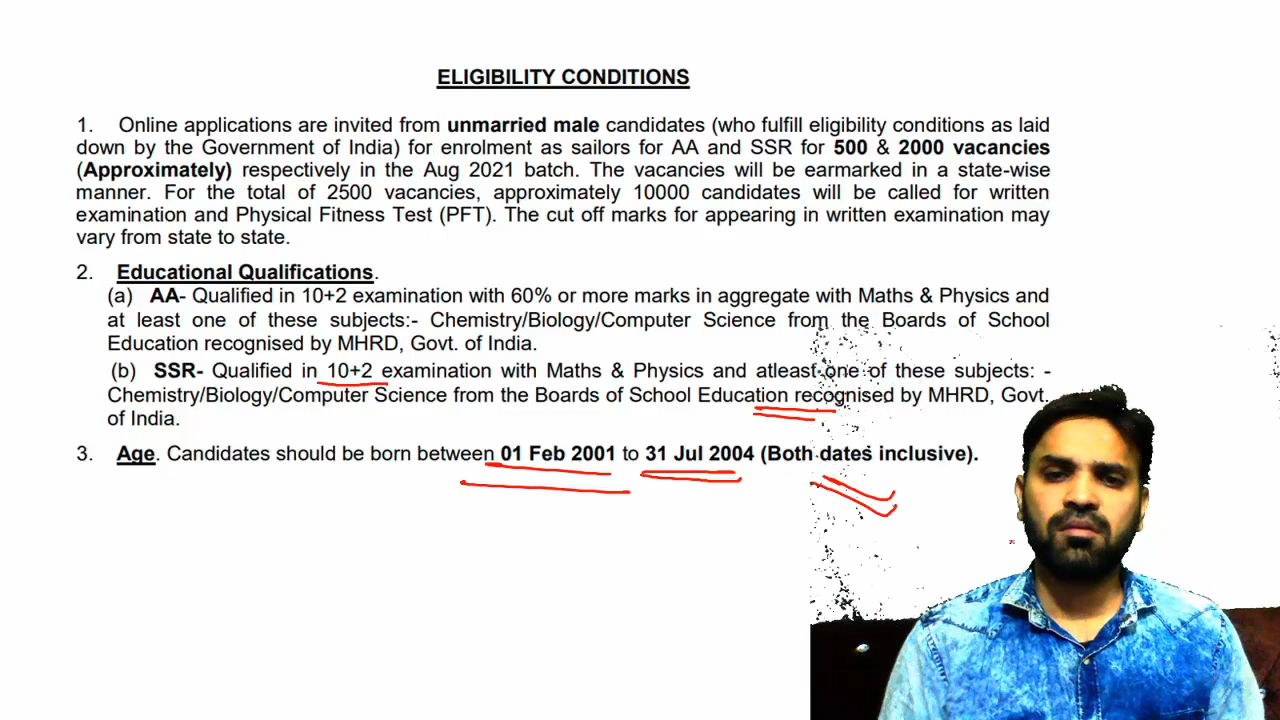 ELIGIBILITY CONDITIONS
1. Online applications are invited from unmarried male candidates (who fulfill eligibility conditions as laid
down by the Government of India) for enrolment as sailors for AA and SSR for 500 & 2000 vacancies
(Approximately) respectively in the Aug 2021 batch. The vacancies will be earmarked in a state-wise
manner. For the total of 2500 vacancies, approximately 10000 candidates will be called for written
examination and Physical Fitness Test (PFT). The cut off marks for appearing in written examination may
vary from state to state.
2. Educational Qualifications.
(a) AA- Qualified in 10+2 examination with 60% or more marks in aggregate with Maths & Physics and
at least one of these subjects:- Chemistry/Biology/Computer Science from the Boards of School
Education recognised by MHRD, Govt. of India.
(b) SSR- Qualified in 10+2 examination with Maths & Physics and atleast one of these subjects: -
Chemistry/Biology/Computer Science from the Boards of School Education recognised by MHRD, Govt.
of India.
3. Age. Candidates should be born between 01 Feb 2001 to 31 Jul 2004 (Both dates inclusive).